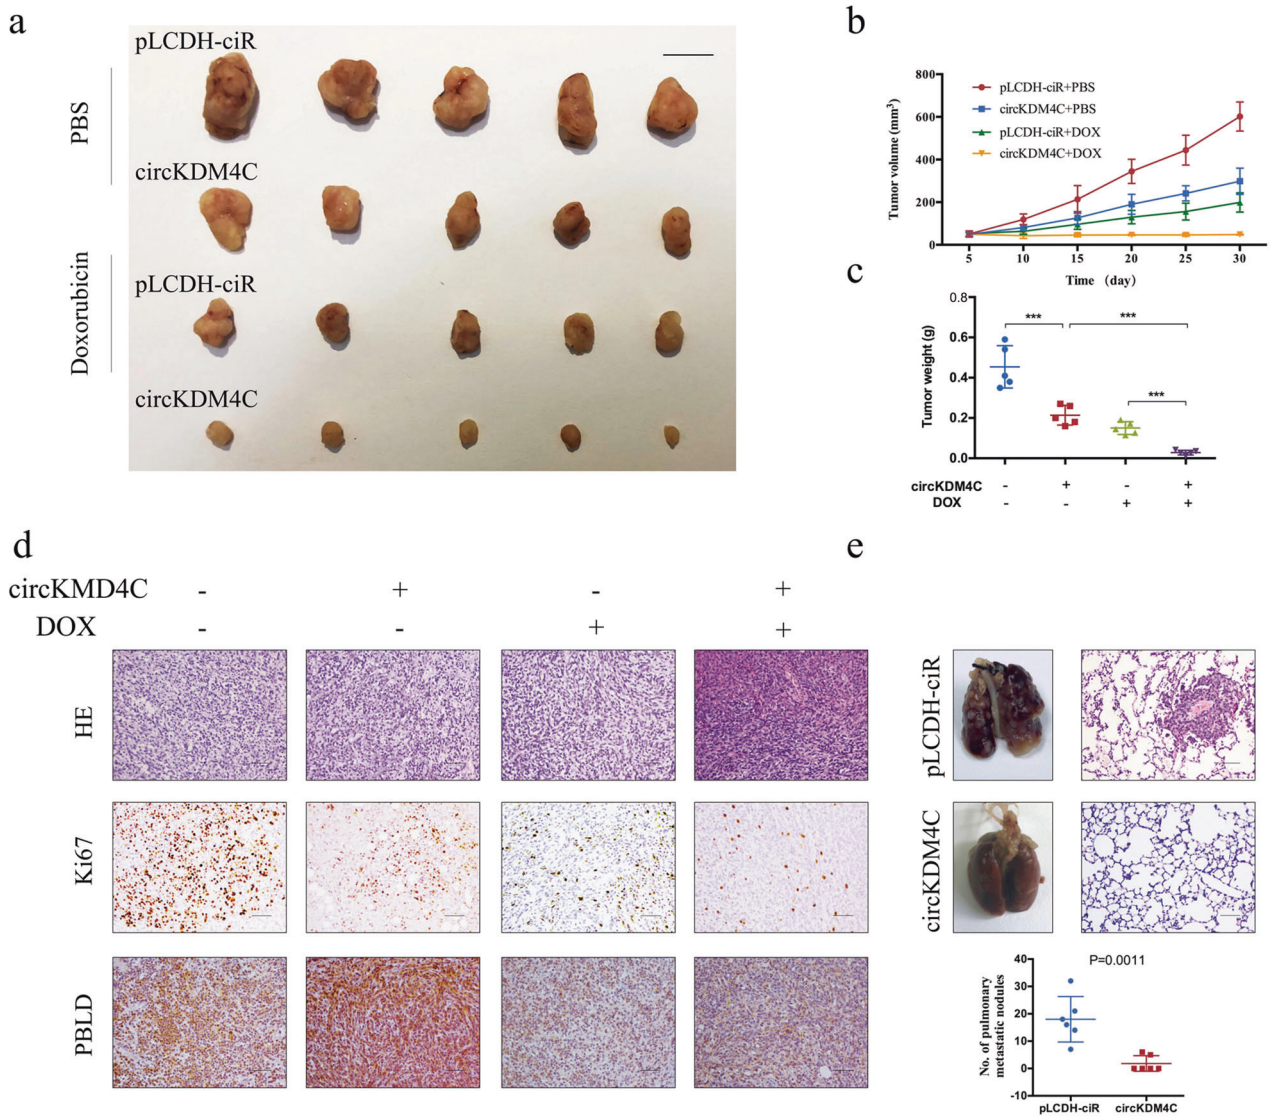 a
pLCDH-ciR
PBS
circKDM4C
Doxorubicin
pLCDH-ciR
circKDM4C
b
800
600
400
200
0
Tumor volume (mm³)
pLCDH-ciR+PBS
circKDM4C+PBS
pLCDH-ciR+DOX
circKDM4C+DOX
5 10 15 20 25 30
Time （day）
c
0.8
0.6
0.4
0.2
0.0
Tumor weight (g)
*** ***
***
circKDM4C - + - +
DOX - - + +
d
circKMD4C - + - +
DOX - - + +
HE
Ki67
PBLD
e
pLCDH-ciR
circKDM4C
P=0.0011
40
30
20
10
0
-10
No. of pulmonary
metastatic nodules
pLCDH-ciR circKDM4C